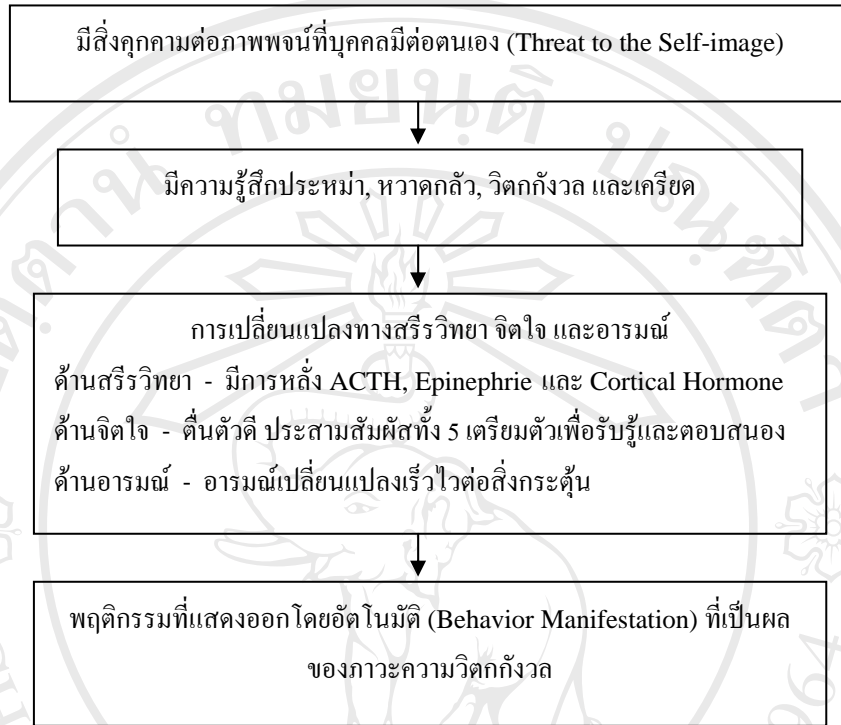 มีสิ่งคุกคามต่อภาพพจน์ที่บุคคลมีต่อตนเอง (Threat to the Self-image)
มีความรู้สึกประหม่า, หวาดกลัว, วิตกกังวล และเครียด
การเปลี่ยนแปลงทางสรีรวิทยา จิตใจ และอารมณ์
ด้านสรีรวิทยา - มีการหลั่ง ACTH, Epinephrie และ Cortical Hormone
ด้านจิตใจ - ตื่นตัวดี ประสามสัมผัสทั้ง 5 เตรียมตัวเพื่อรับรู้และตอบสนอง
ด้านอารมณ์ - อารมณ์เปลี่ยนแปลงเร็วไวต่อสิ่งกระตุ้น
พฤติกรรมที่แสดงออกโดยอัตโนมัติ (Behavior Manifestation) ที่เป็นผล
ของภาวะความวิตกกังวล